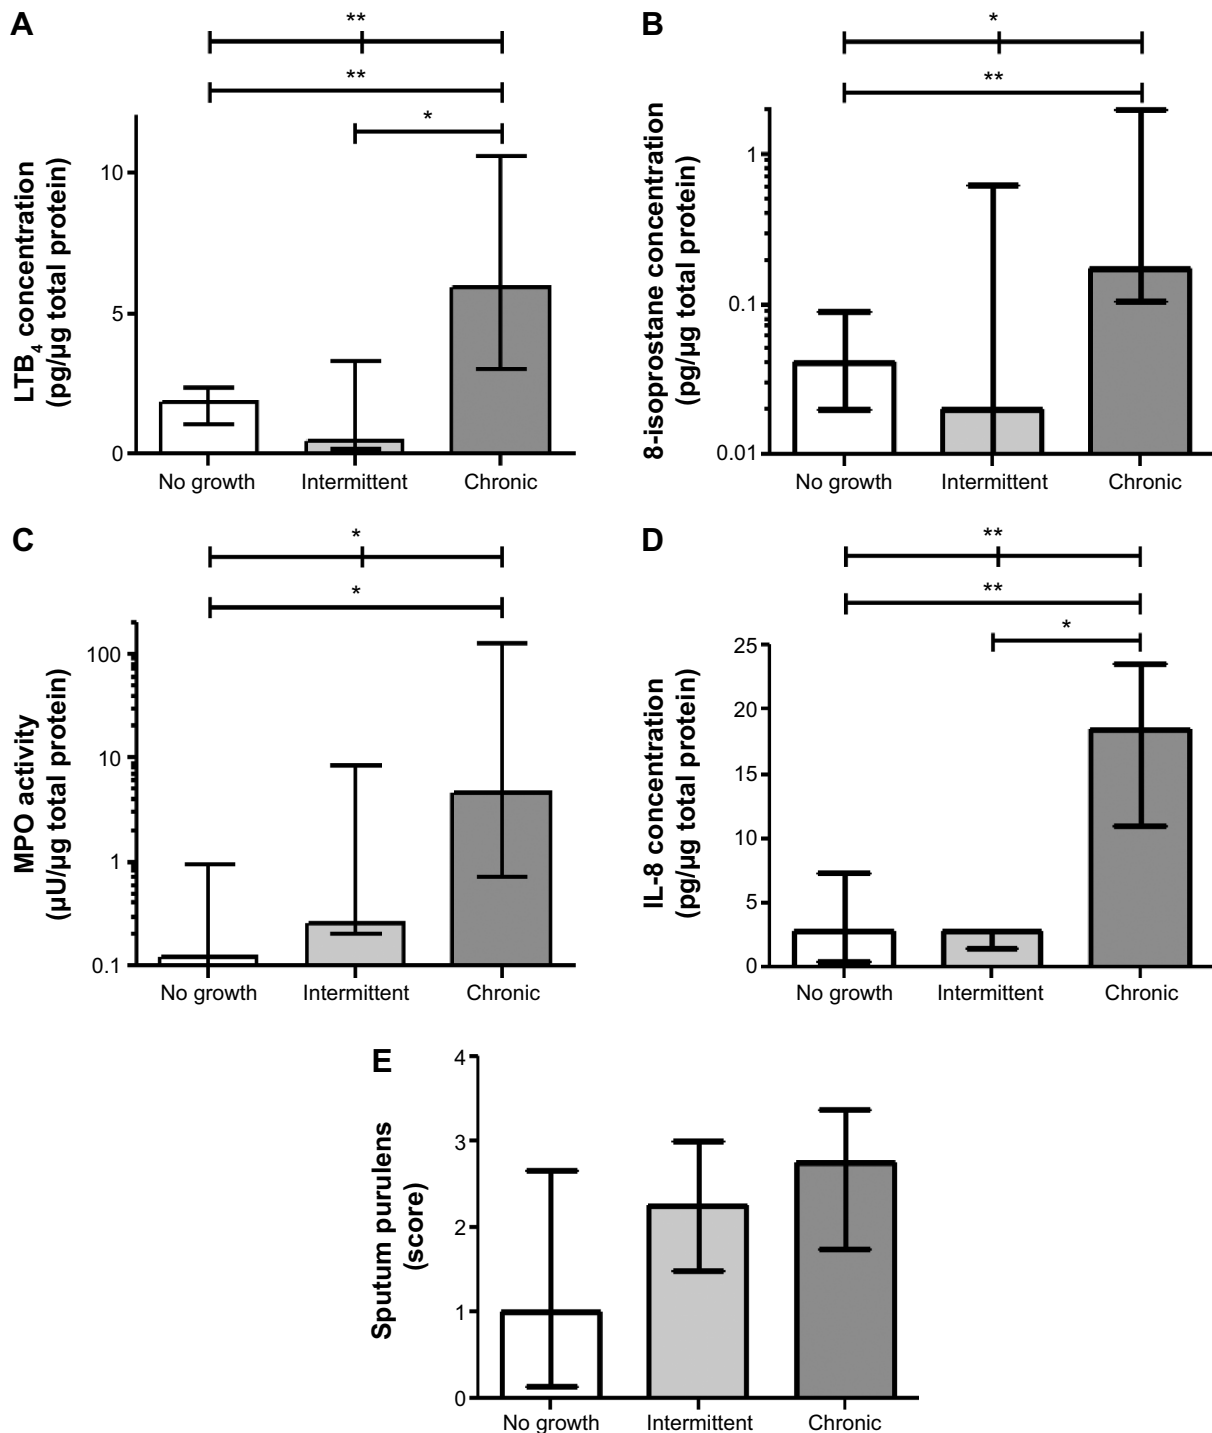 A
**
**
*
LTB4 concentration
(pg/µg total protein)
10
5
0
No growth Intermittent Chronic
B
*
**
8-isoprostane concentration
(pg/µg total protein)
1
0.1
0.01
No growth Intermittent Chronic
C
*
*
MPO activity
(µU/µg total protein)
100
10
1
0.1
No growth Intermittent Chronic
D
**
**
*
IL-8 concentration
(pg/µg total protein)
25
20
15
10
5
0
No growth Intermittent Chronic
E
Sputum purulens
(score)
4
3
2
1
0
No growth Intermittent Chronic